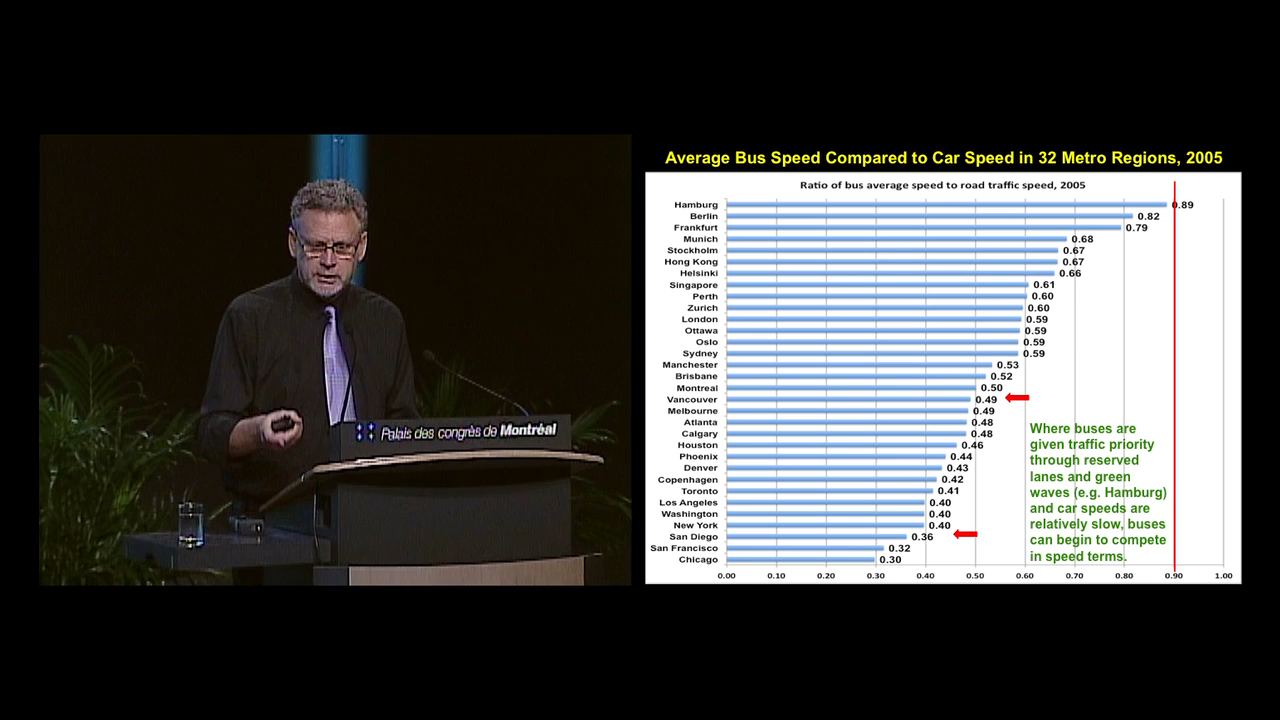 Palais des congrès de Montréal
Average Bus Speed Compared to Car Speed in 32 Metro Regions, 2005
Ratio of bus average speed to road traffic speed, 2005
Hamburg 0.89
Berlin 0.82
Frankfurt 0.79
Munich 0.68
Stockholm 0.67
Hong Kong 0.67
Helsinki 0.66
Singapore 0.61
Perth 0.60
Zurich 0.60
London 0.59
Ottawa 0.59
Oslo 0.59
Sydney 0.59
Manchester 0.53
Brisbane 0.52
Montreal 0.50
Vancouver 0.49
Melbourne 0.49
Atlanta 0.48
Calgary 0.48
Houston 0.46
Phoenix 0.44
Denver 0.43
Copenhagen 0.42
Toronto 0.41
Los Angeles 0.40
Washington 0.40
New York 0.40
San Diego 0.36
San Francisco 0.32
Chicago 0.30
0.00 0.10 0.20 0.30 0.40 0.50 0.60 0.70 0.80 0.90 1.00
Where buses are
given traffic priority
through reserved
lanes and green
waves (e.g. Hamburg)
and car speeds are
relatively slow, buses
can begin to compete
in speed terms.